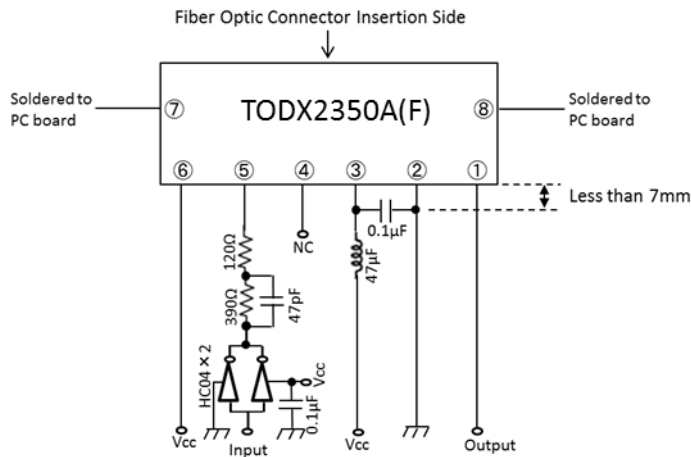 Fiber Optic Connector Insertion Side
Soldered to
PC board
⑦
TODX2350A(F)
⑧
Soldered to
PC board
⑥ ⑤ ④ ③ ② ①
Less than 7mm
0.1μF
NC
120Ω
47μF
390Ω
47pF
HC04×2
Vcc
0.1μF
Vcc
Input
Vcc
Output